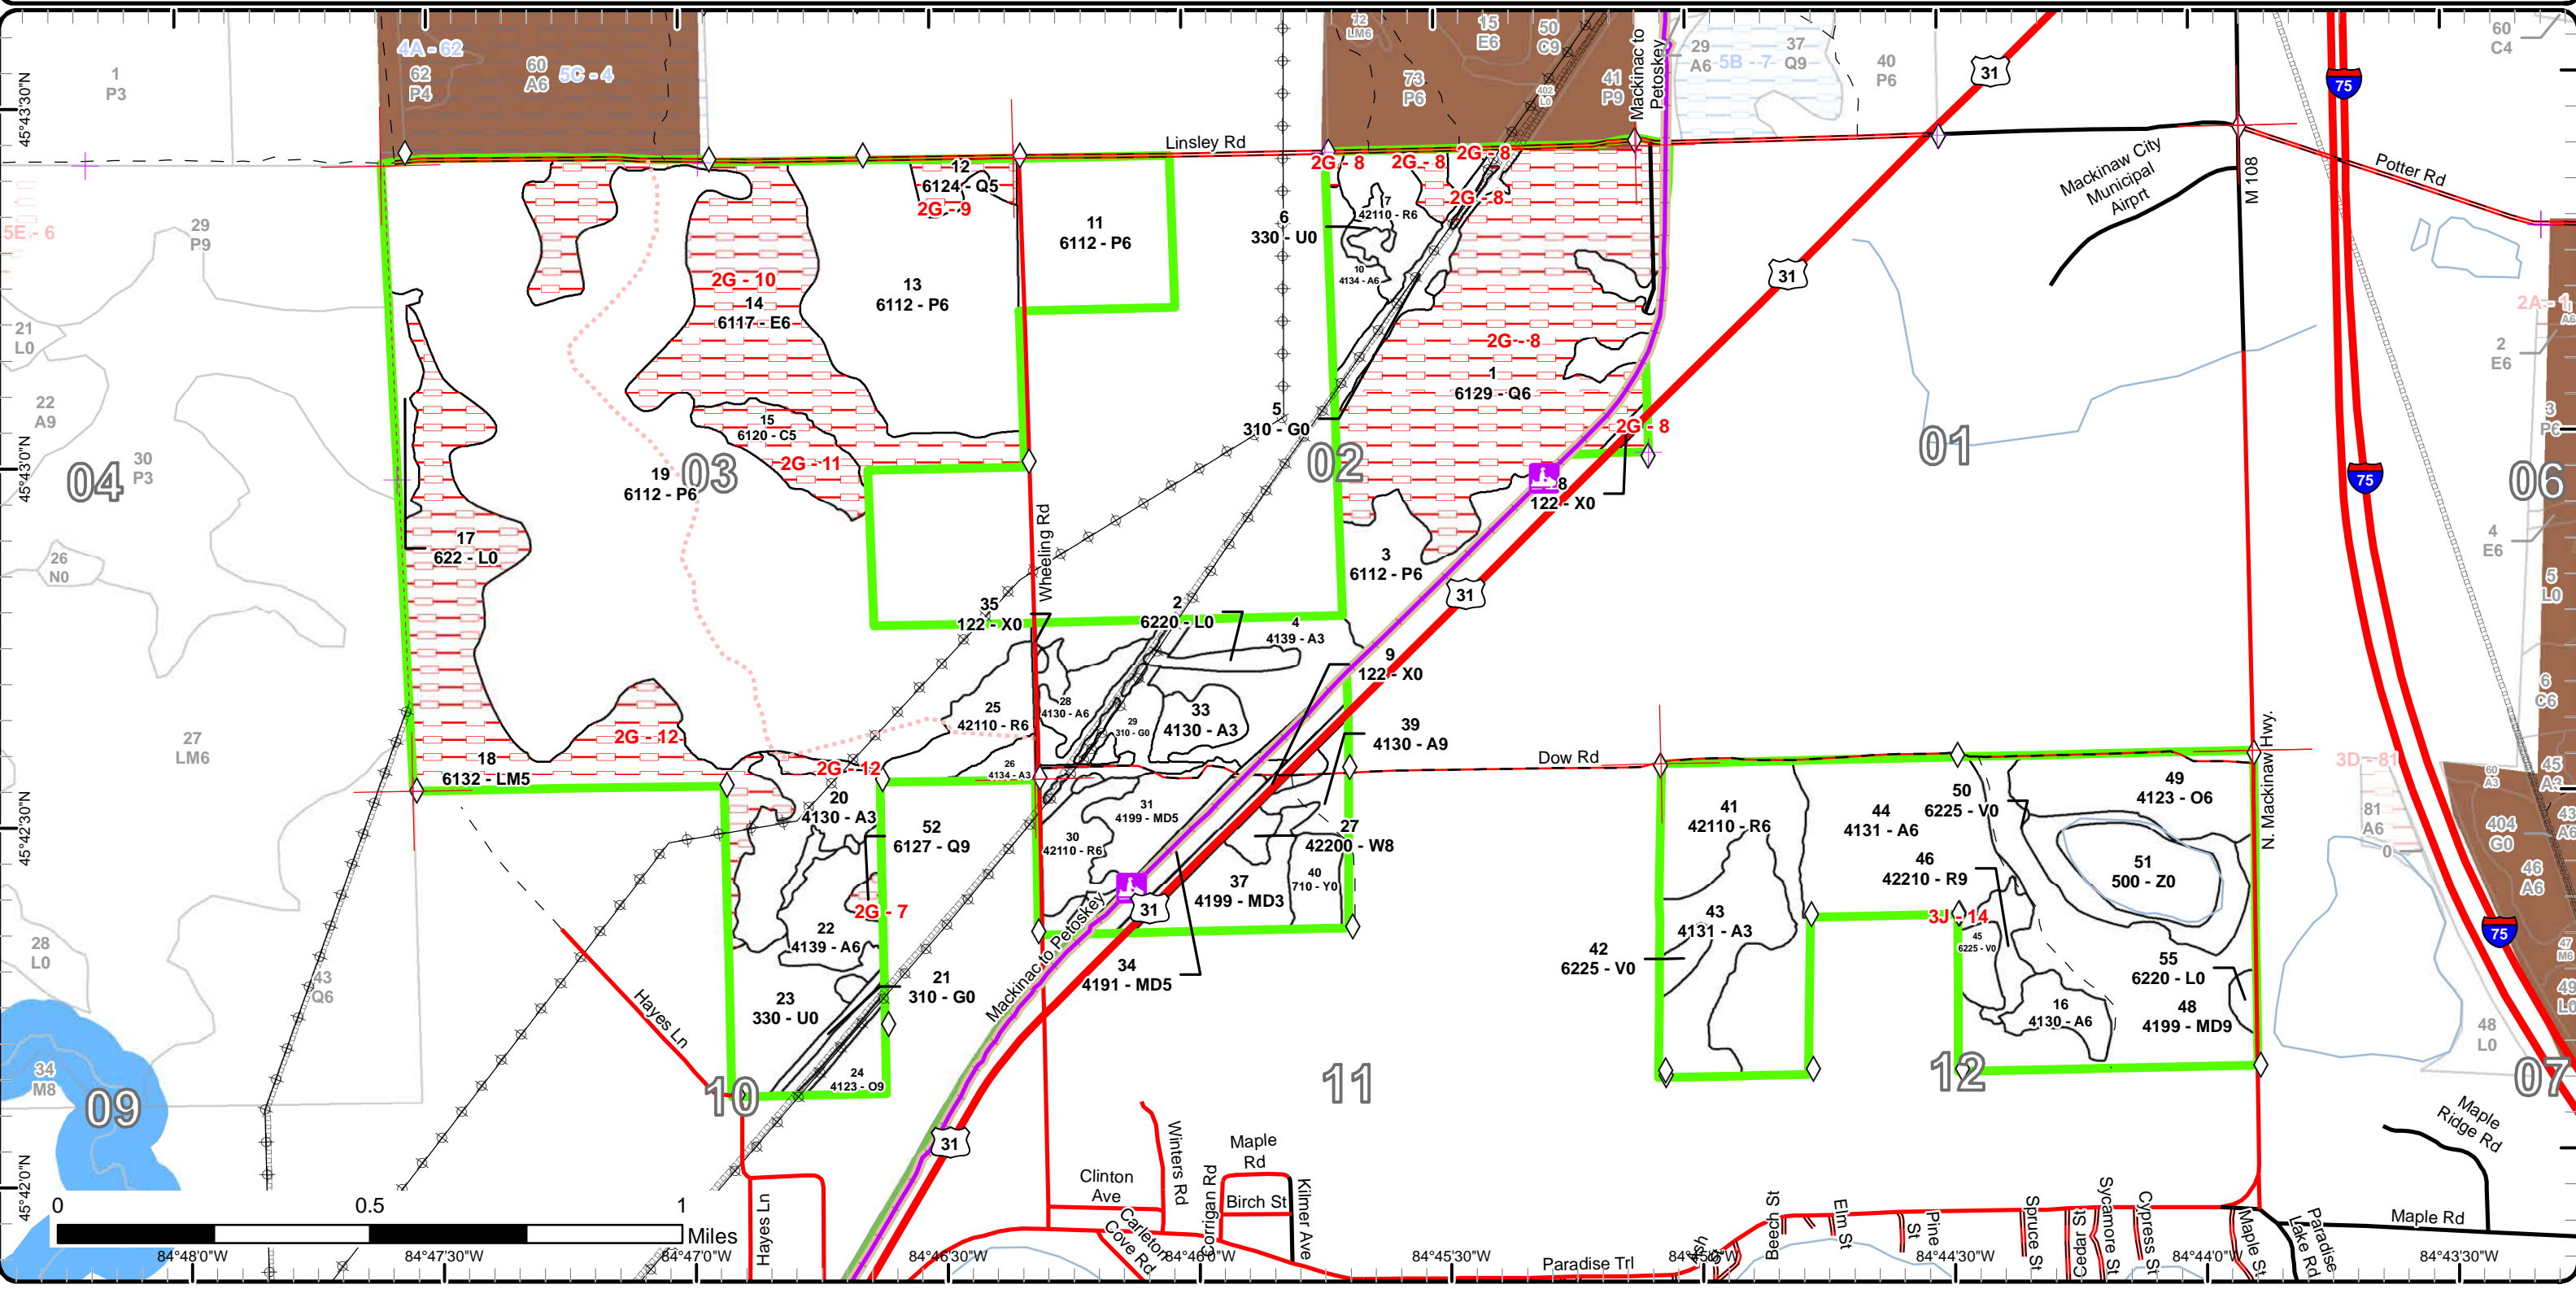 4A - 62
62
P4
60
A6
5C - 4
1
P3
72
LM6
15
E6
50
C9
73
P6
402
L0
41
P9
Mackinac to
Petoskey
29
A6
5B - 7
37
Q9
40
P6
31
75
60
C4
45°43'30"N
Linsley Rd
Mackinaw City
Municipal
Airprt
M 108
Potter Rd
12
6124 - Q5
2G - 9
11
6112 - P6
2G - 8
2G - 8
2G - 8
2G - 8
7
42110 - R6
6
330 - U0
10
4134 - A6
5E - 6
29
P9
2G - 10
14
6117 - E6
13
6112 - P6
31
2G - 8
1
6129 - Q6
2A - 1
2
E6
21
L0
22
A9
15
6120 - C5
2G - 11
5
310 - G0
2G - 8
3
P6
45°43'0"N
04
30
P3
19
6112 - P6
03
02
01
75
06
8
122 - X0
17
622 - L0
26
N0
Wheeling Rd
3
6112 - P6
31
4
E6
5
L0
35
122 - X0
2
6220 - L0
4
4139 - A3
9
122 - X0
6
C6
25
42110 - R6
28
4130 - A6
29
310 - G0
33
4130 - A3
39
4130 - A9
27
LM6
2G - 12
18
6132 - LM5
2G - 12
26
4134 - A3
Dow Rd
N. Mackinaw Hwy.
3D - 81
60
A3
45
A3
45°42'30"N
20
4130 - A3
52
6127 - Q9
31
4199 - MD5
30
42110 - R6
27
42200 - W8
41
42110 - R6
44
4131 - A6
50
6225 - V0
49
4123 - O6
81
A6
404
G0
43
A6
46
42210 - R9
51
500 - Z0
46
A6
2G - 7
22
4139 - A6
31
37
4199 - MD3
40
710 - Y0
43
4131 - A3
3J - 14
45
6225 - V0
75
47
M6
28
L0
43
Q6
Hayes Ln
23
330 - U0
21
310 - G0
Mackinac to Petoskey
34
4191 - MD5
42
6225 - V0
55
6220 - L0
16
4130 - A6
48
4199 - MD9
49
L0
48
L0
34
M8
09
24
4123 - O9
10
11
12
07
31
Maple
Ridge Rd
45°42'0"N
0
0.5
1
Miles
Hayes Ln
Clinton
Ave
Winters Rd
Carleton
Cove Rd
Corrigan Rd
Maple
Rd
Birch St
Kilmer Ave
Paradise Trl
Beech St
Elm St
Pine
St
Spruce St
Cedar St
Sycamore St
Cypress St
Maple St
Paradise
Lake Rd
Maple Rd
84°48'0"W
84°47'30"W
84°47'0"W
84°46'30"W
84°46'0"W
84°45'30"W
84°45'0"W
84°44'30"W
84°44'0"W
84°43'30"W